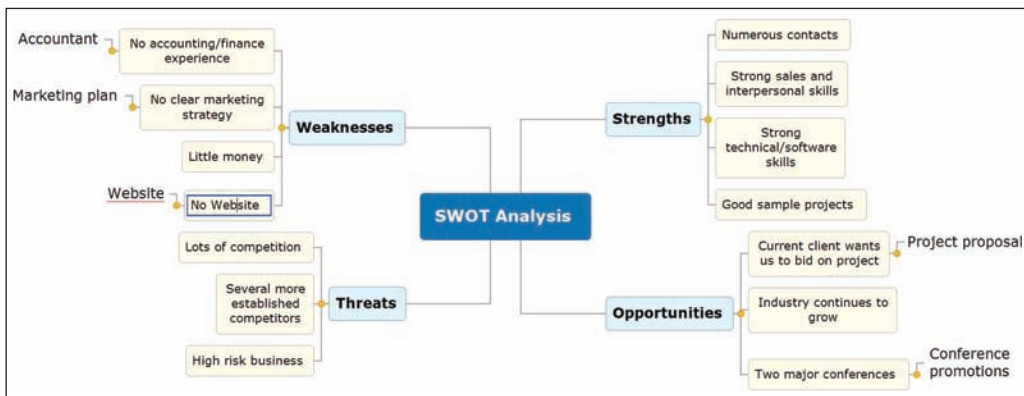 Accountant
No accounting/finance
experience
Marketing plan
No clear marketing
strategy
Little money
Website
No Website
Weaknesses
Lots of competition
Several more
established
competitors
High risk business
Threats
SWOT Analysis
Strengths
Numerous contacts
Strong sales and
interpersonal skills
Strong
technical/software
skills
Good sample projects
Opportunities
Current client wants
us to bid on project
Project proposal
Industry continues to
grow
Two major conferences
Conference
promotions